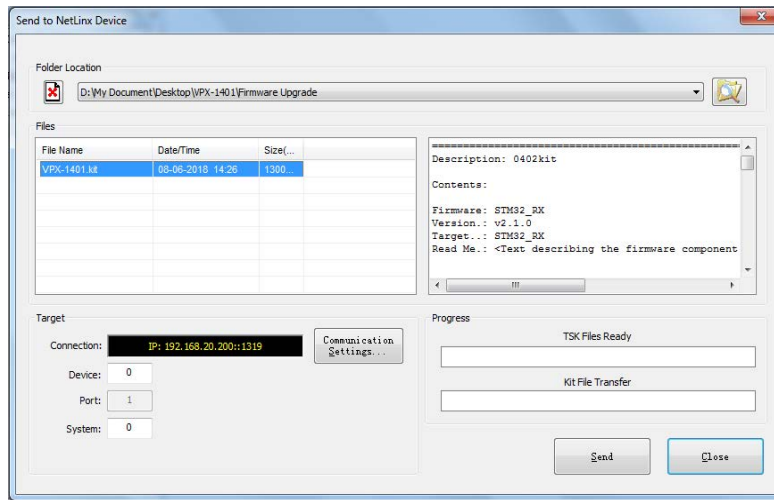 Send to NetLinx Device
Folder Location
D:\My Document\Desktop\VPX-1401\Firmware Upgrade
Files
File Name Date/Time Size(...
VPX-1401.kit 08-06-2018 14:26 1300...
Description: 0402kit
Contents:
Firmware: STM32_RX
Version.: v2.1.0
Target..: STM32_RX
Read Me.: <Text describing the firmware component
Target
Connection: IP: 192.168.20.200::1319
Communication
Settings...
Device: 0
Port: 1
System: 0
Progress
TSK Files Ready
Kit File Transfer
Send Close